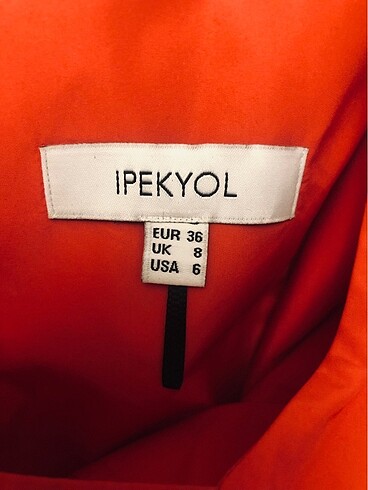 IPEKYOL
EUR 36
UK 8
USA 6